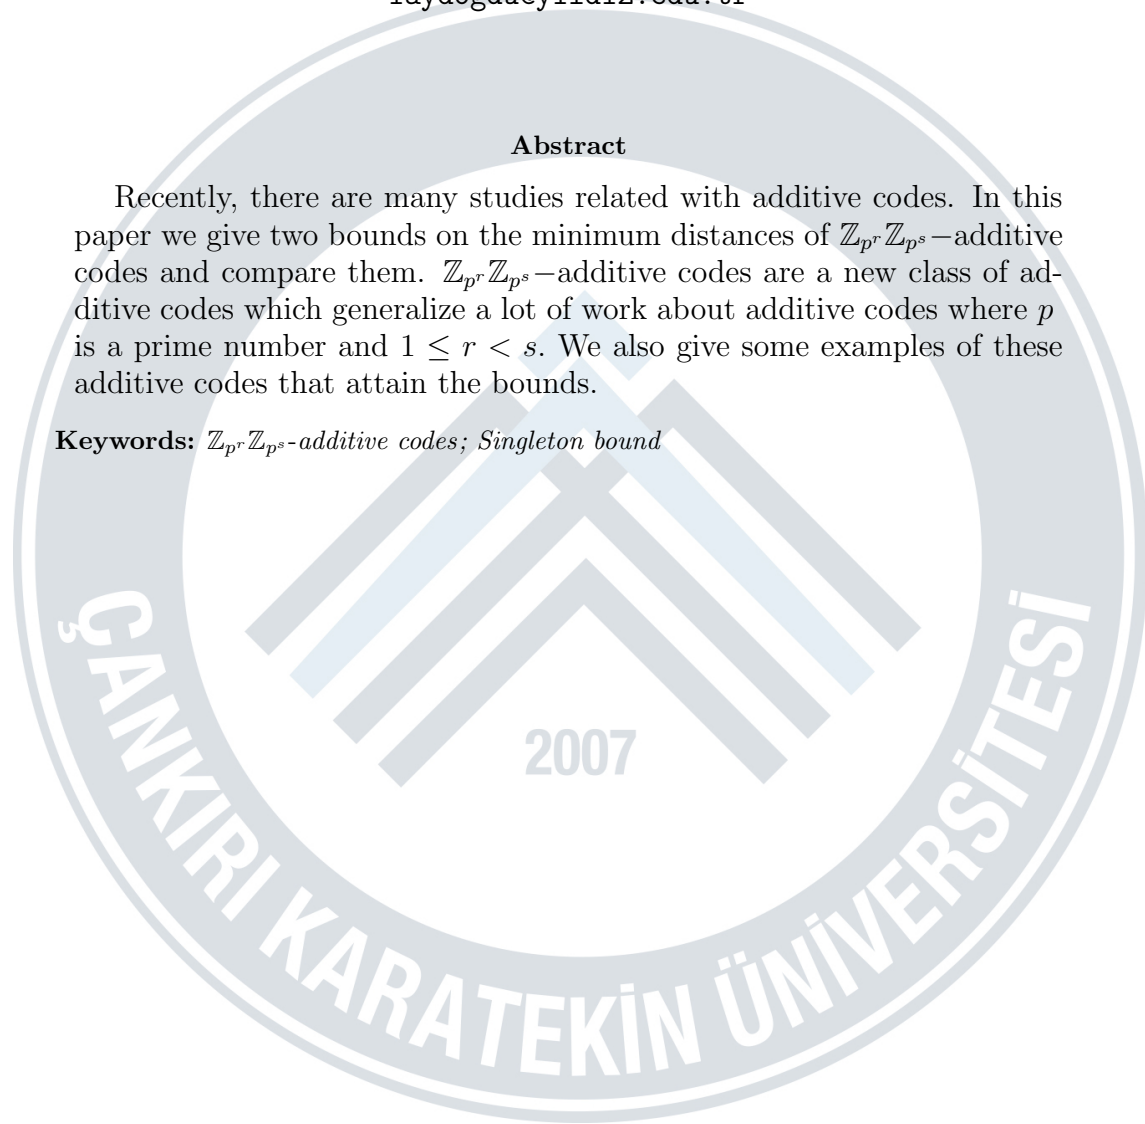 Abstract
Recently, there are many studies related with additive codes. In this
paper we give two bounds on the minimum distances of ℤ_{p^r}ℤ_{p^s}−additive
codes and compare them. ℤ_{p^r}ℤ_{p^s}−additive codes are a new class of ad-
ditive codes which generalize a lot of work about additive codes where p
is a prime number and 1 ≤ r < s. We also give some examples of these
additive codes that attain the bounds.
Keywords: ℤ_{p^r}ℤ_{p^s}-additive codes; Singleton bound
2007
ÇANKIRI KARATEKİN ÜNİVERSİTESİ